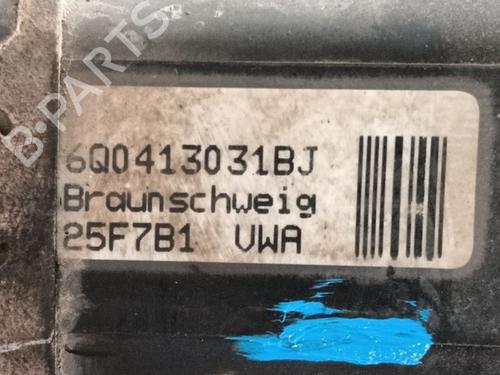 B-PARTS
6Q0413031BJ
Braunschweig
25F7B1 VWA